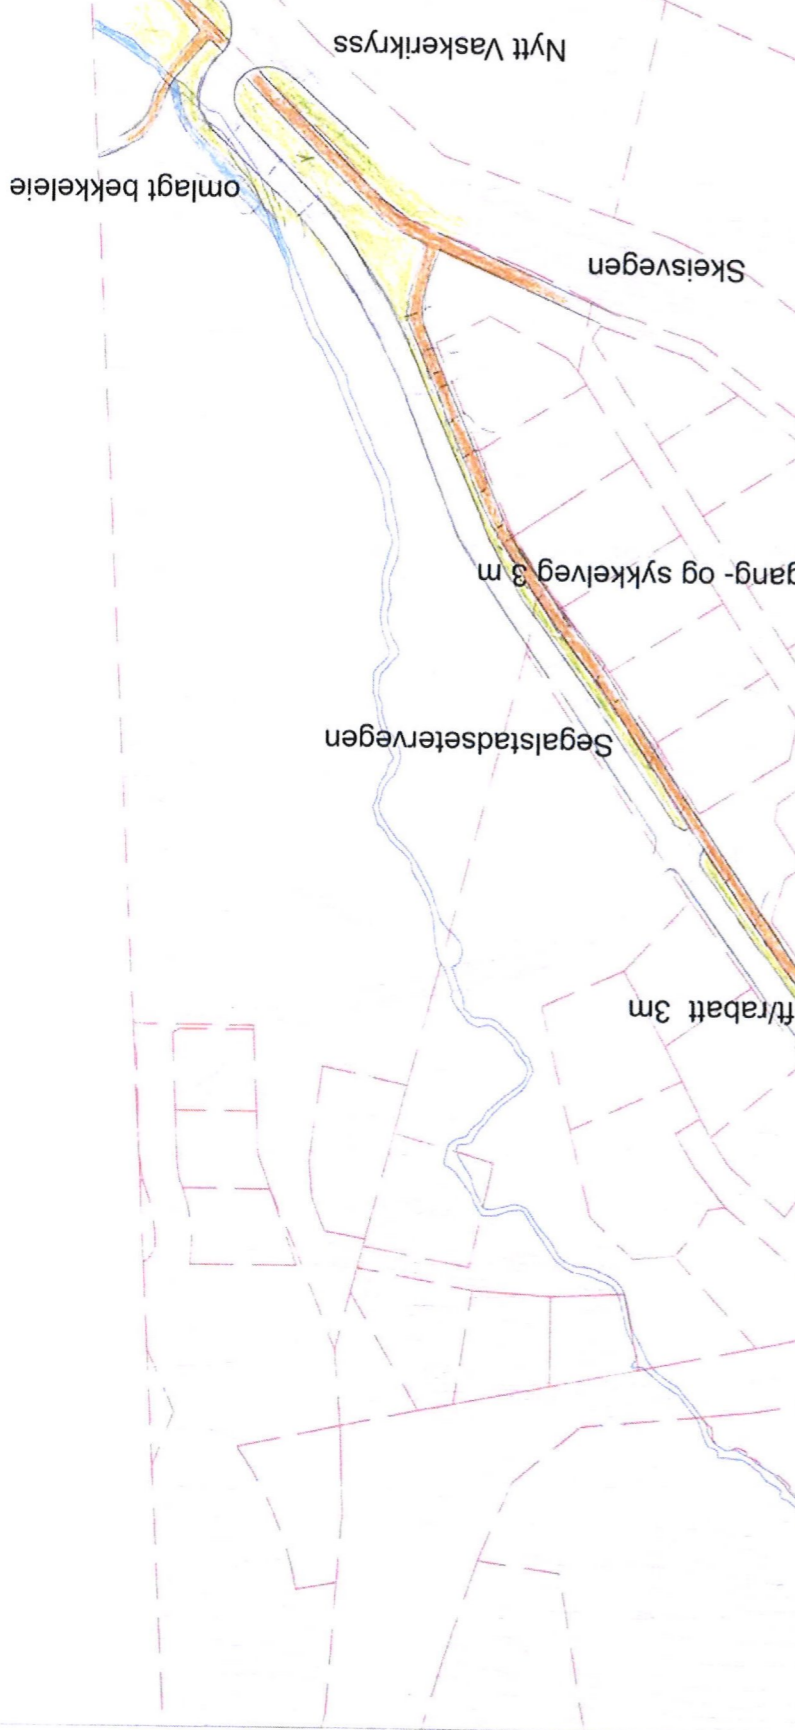 ft/rabatt 3m
Segalstadsetervegen
gang- og sykkelveg 3 m
Skeisvegen
omlagt bekkeleie
Nytt Vaskerikryss